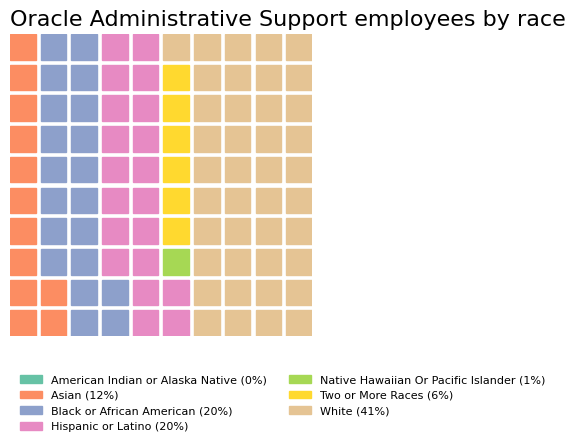 Oracle Administrative Support employees by race
American Indian or Alaska Native (0%)
Asian (12%)
Black or African American (20%)
Hispanic or Latino (20%)
Native Hawaiian Or Pacific Islander (1%)
Two or More Races (6%)
White (41%)